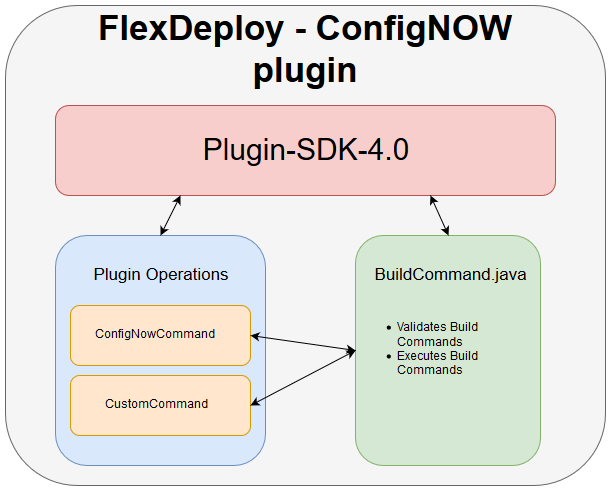 FlexDeploy - ConfigNOW
plugin
Plugin-SDK-4.0
Plugin Operations
ConfigNowCommand
CustomCommand
BuildCommand.java
• Validates Build
Commands
• Executes Build
Commands